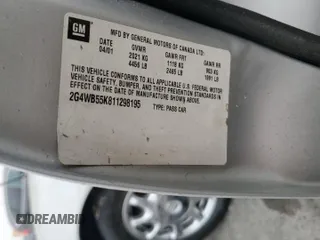 GM
MFD BY GENERAL MOTORS OF CANADA LTD.
DATE GVWR GAWR FRT GAWR RR
04/01 2021 KG 1118 KG 903 KG
4456 LB 2465 LB 1991 LB
THIS VEHICLE CONFORMS TO ALL APPLICABLE U.S. FEDERAL MOTOR
VEHICLE SAFETY, BUMPER, AND THEFT PREVENTION STANDARDS
IN EFFECT ON THE DATE OF MANUFACTURE SHOWN ABOVE.
2G4WB55K811298195 TYPE: PASS CAR
DREAMBID